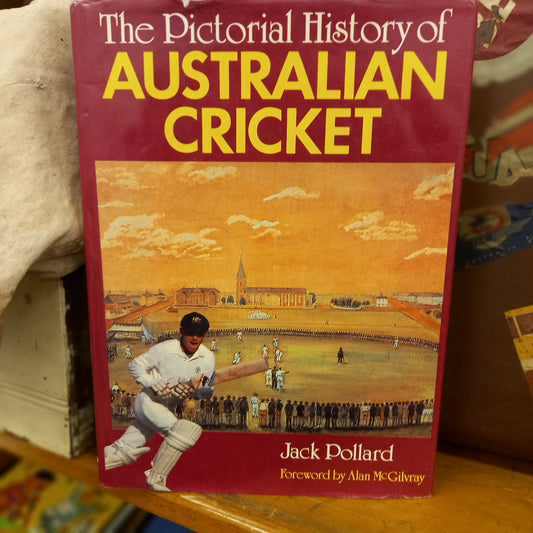 The Pictorial History of
AUSTRALIAN
CRICKET
Jack Pollard
Foreword by Alan McGilvray